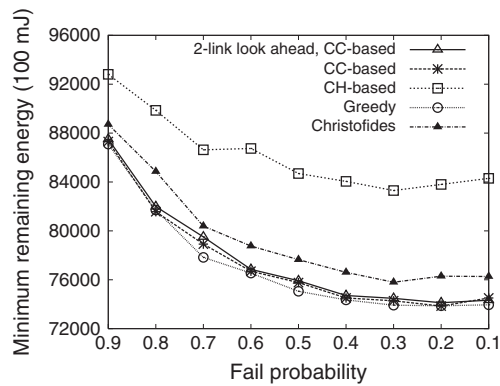 Minimum remaining energy (100 mJ)
96000
92000
88000
84000
80000
76000
72000
2-link look ahead, CC-based
CC-based
CH-based
Greedy
Christofides
0.9 0.8 0.7 0.6 0.5 0.4 0.3 0.2 0.1
Fail probability